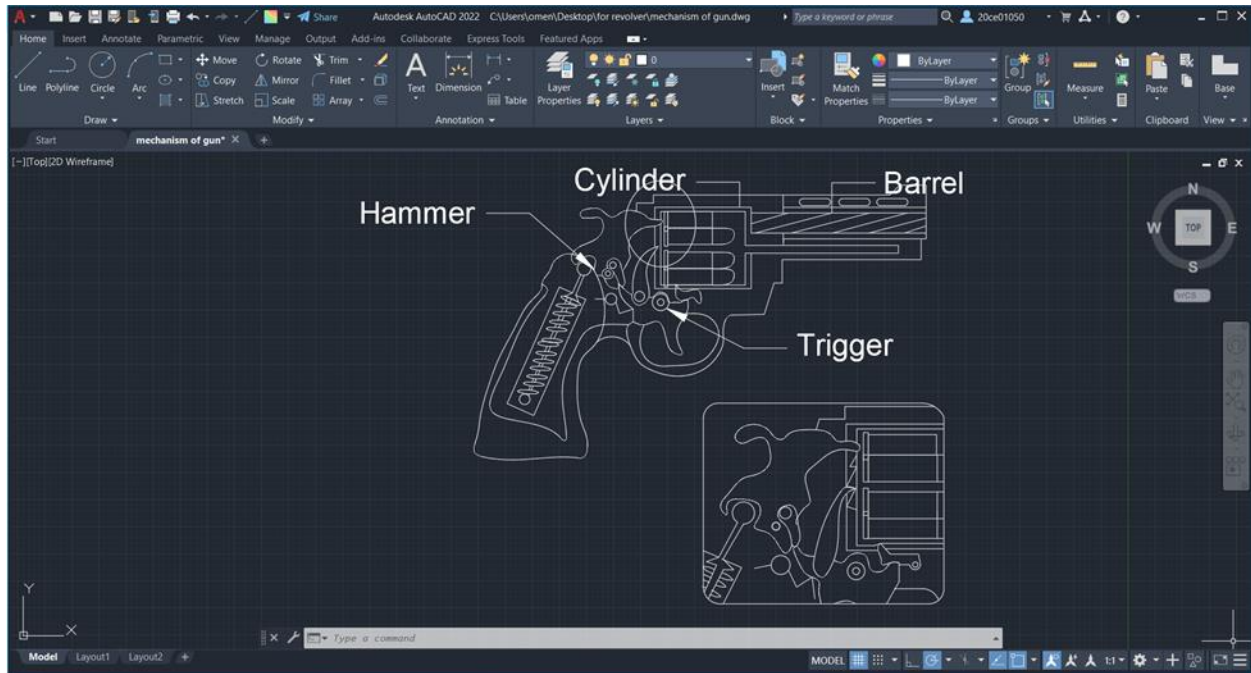 Share Autodesk AutoCAD 2022 C:\Users\omen\Desktop\for revolver\mechanism of gun.dwg Type a keyword or phrase 20ce01050
Home Insert Annotate Parametric View Manage Output Add-ins Collaborate Express Tools Featured Apps
Line Polyline Circle Arc
Move Rotate Trim
Copy Mirror Fillet
Stretch Scale Array
Text Dimension Table
Layer Properties 0
Insert
Match Properties ByLayer
ByLayer
ByLayer
Group Measure Paste Base
Draw Modify Annotation Layers Block Properties Groups Utilities Clipboard View
Start mechanism of gun* +
[−][Top][2D Wireframe]
Cylinder
Barrel
Hammer
Trigger
N
W TOP E
S
WCS
Y
X
Type a command
Model Layout1 Layout2 + MODEL 1:1